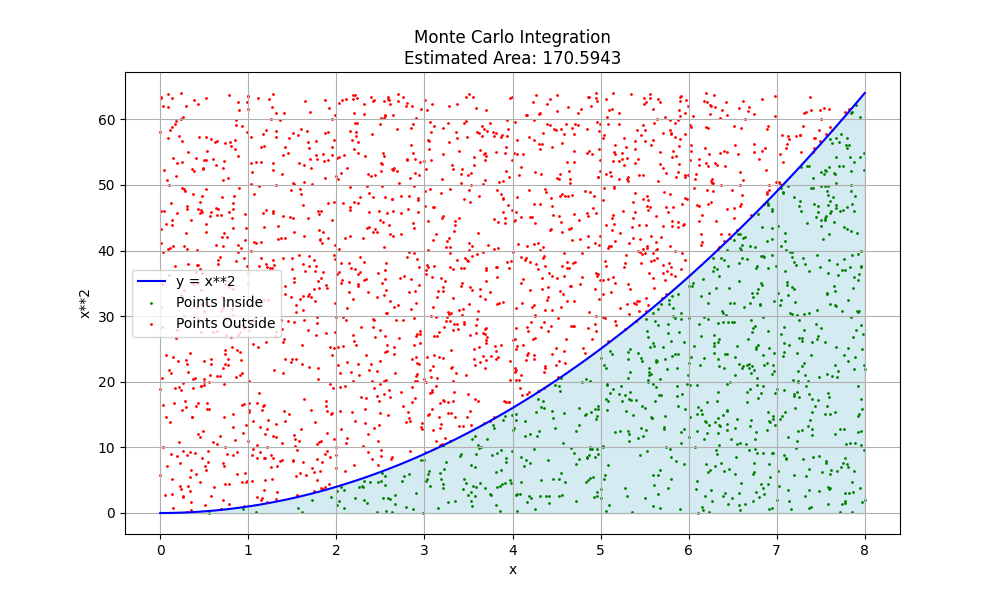 Monte Carlo Integration
Estimated Area: 170.5943
x**2
60
50
40
30
20
10
0
y = x**2
Points Inside
Points Outside
0 1 2 3 4 5 6 7 8
x